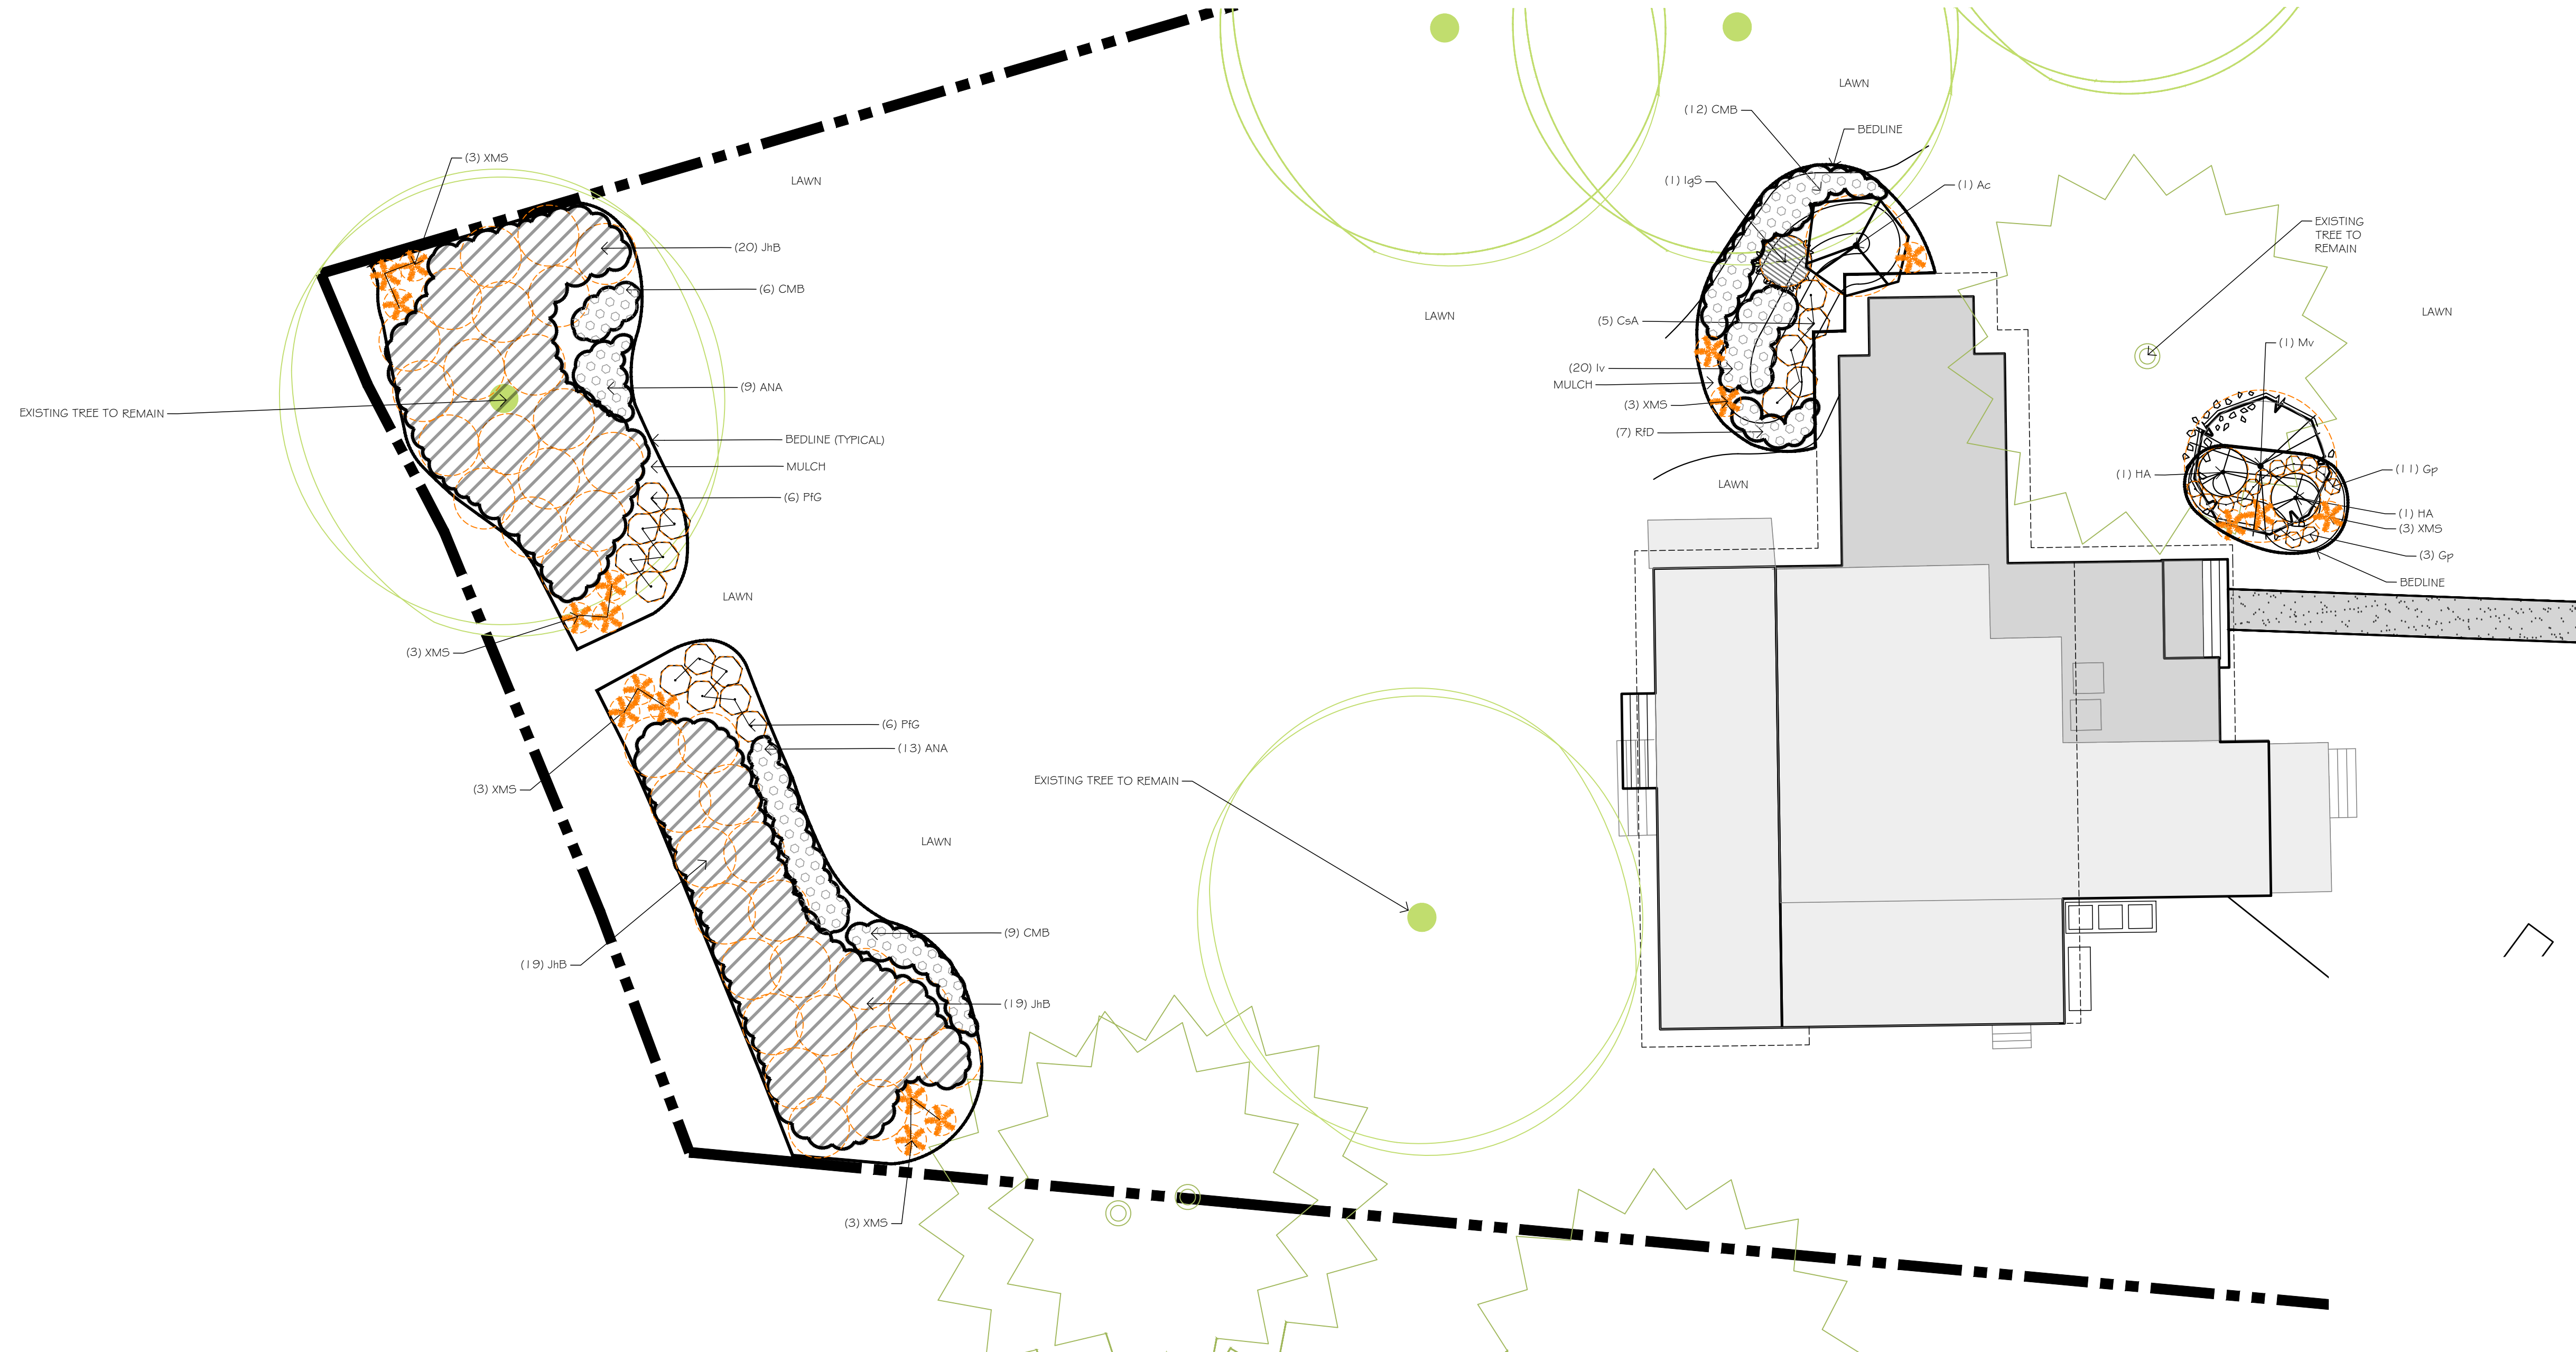 LAWN
(12) CMB
BEDLINE
(3) XMS
LAWN
(1) IgS
(1) Ac
EXISTING
TREE TO
REMAIN
(20) JhB
(6) CMB
LAWN
LAWN
(5) CsA
(1) Mv
(20) Iv
MULCH
(9) ANA
(3) XMS
EXISTING TREE TO REMAIN
(7) RfD
BEDLINE (TYPICAL)
MULCH
(1) HA
(11) Gp
LAWN
(6) PfG
(1) HA
(3) XMS
(3) Gp
BEDLINE
LAWN
(3) XMS
(6) PfG
(13) ANA
EXISTING TREE TO REMAIN
(3) XMS
LAWN
(9) CMB
(19) JhB
(19) JhB
(3) XMS